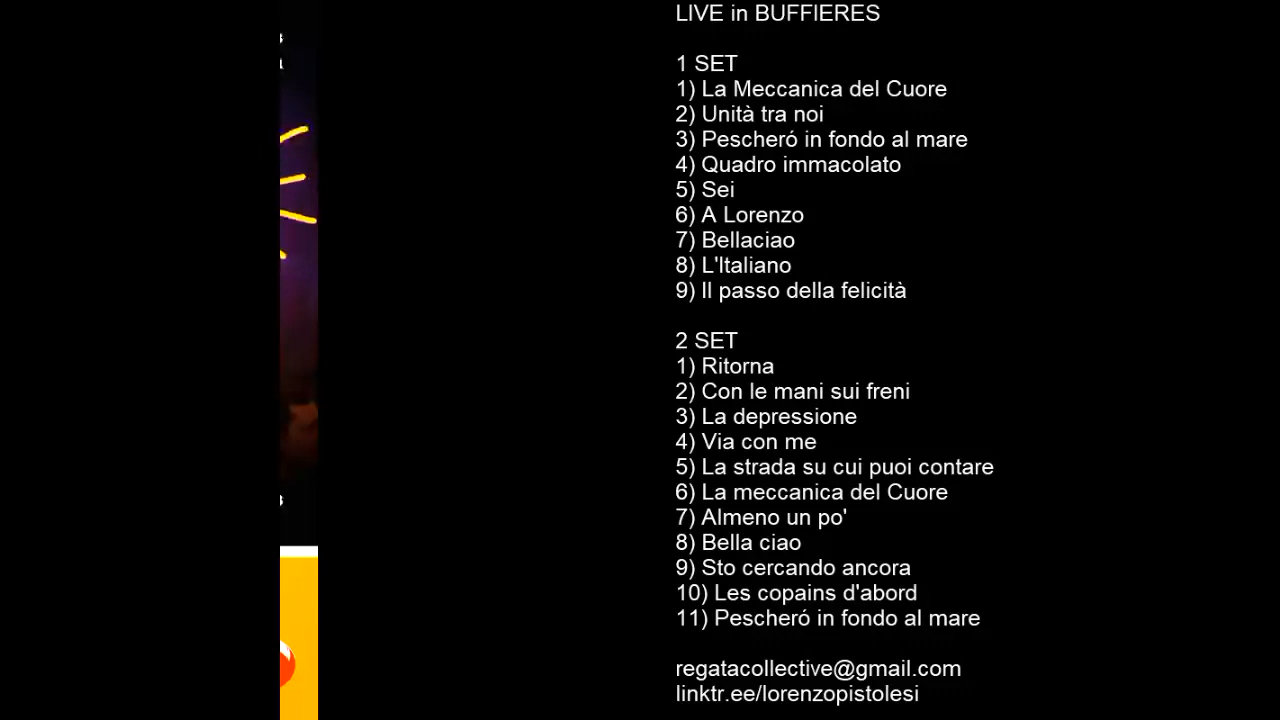 LIVE in BUFFIERES
1 SET
1) La Meccanica del Cuore
2) Unità tra noi
3) Pescheró in fondo al mare
4) Quadro immacolato
5) Sei
6) A Lorenzo
7) Bellaciao
8) L'Italiano
9) Il passo della felicità
2 SET
1) Ritorna
2) Con le mani sui freni
3) La depressione
4) Via con me
5) La strada su cui puoi contare
6) La meccanica del Cuore
7) Almeno un po'
8) Bella ciao
9) Sto cercando ancora
10) Les copains d'abord
11) Pescheró in fondo al mare
regatacollective@gmail.com
linktr.ee/lorenzopistolesi